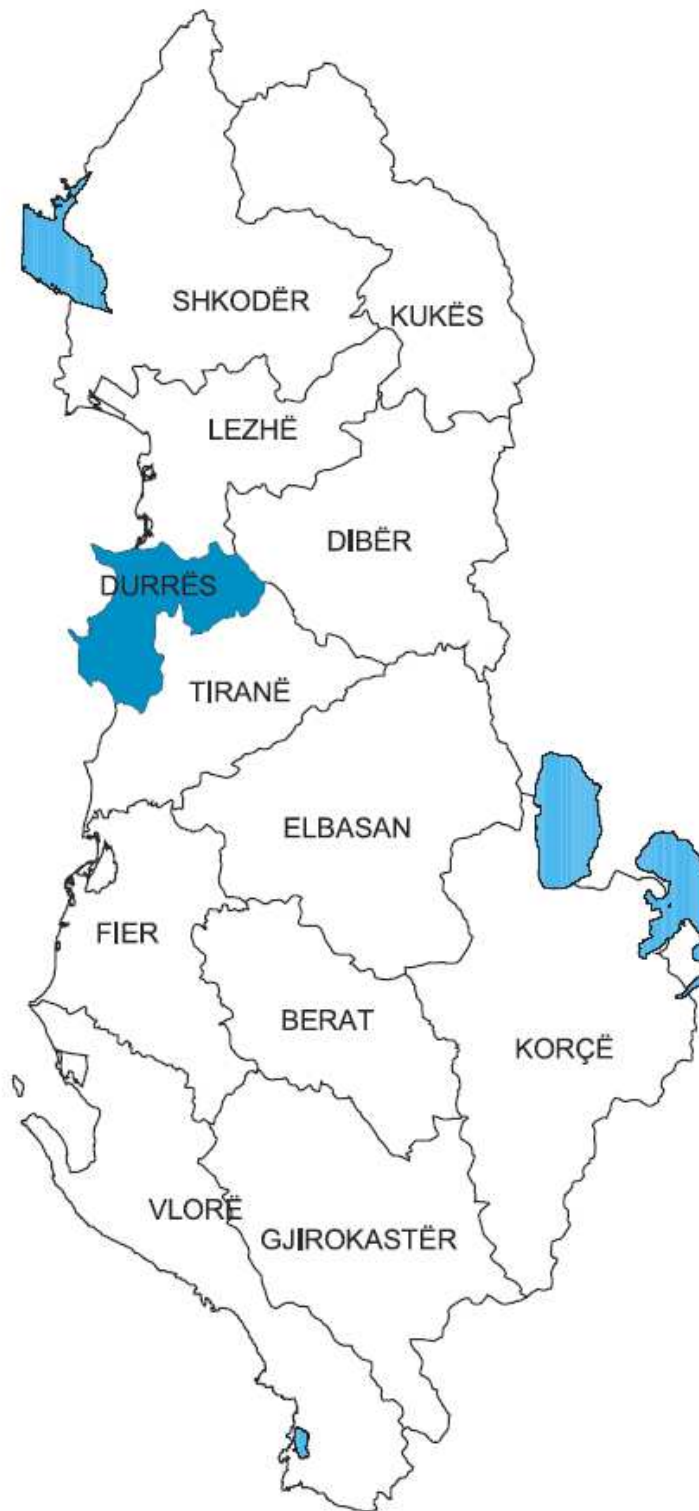 SHKODËR
KUKËS
LEZHË
DIBËR
DURRËS
TIRANË
ELBASAN
FIER
BERAT
KORÇË
VLORË
GJIROKASTËR